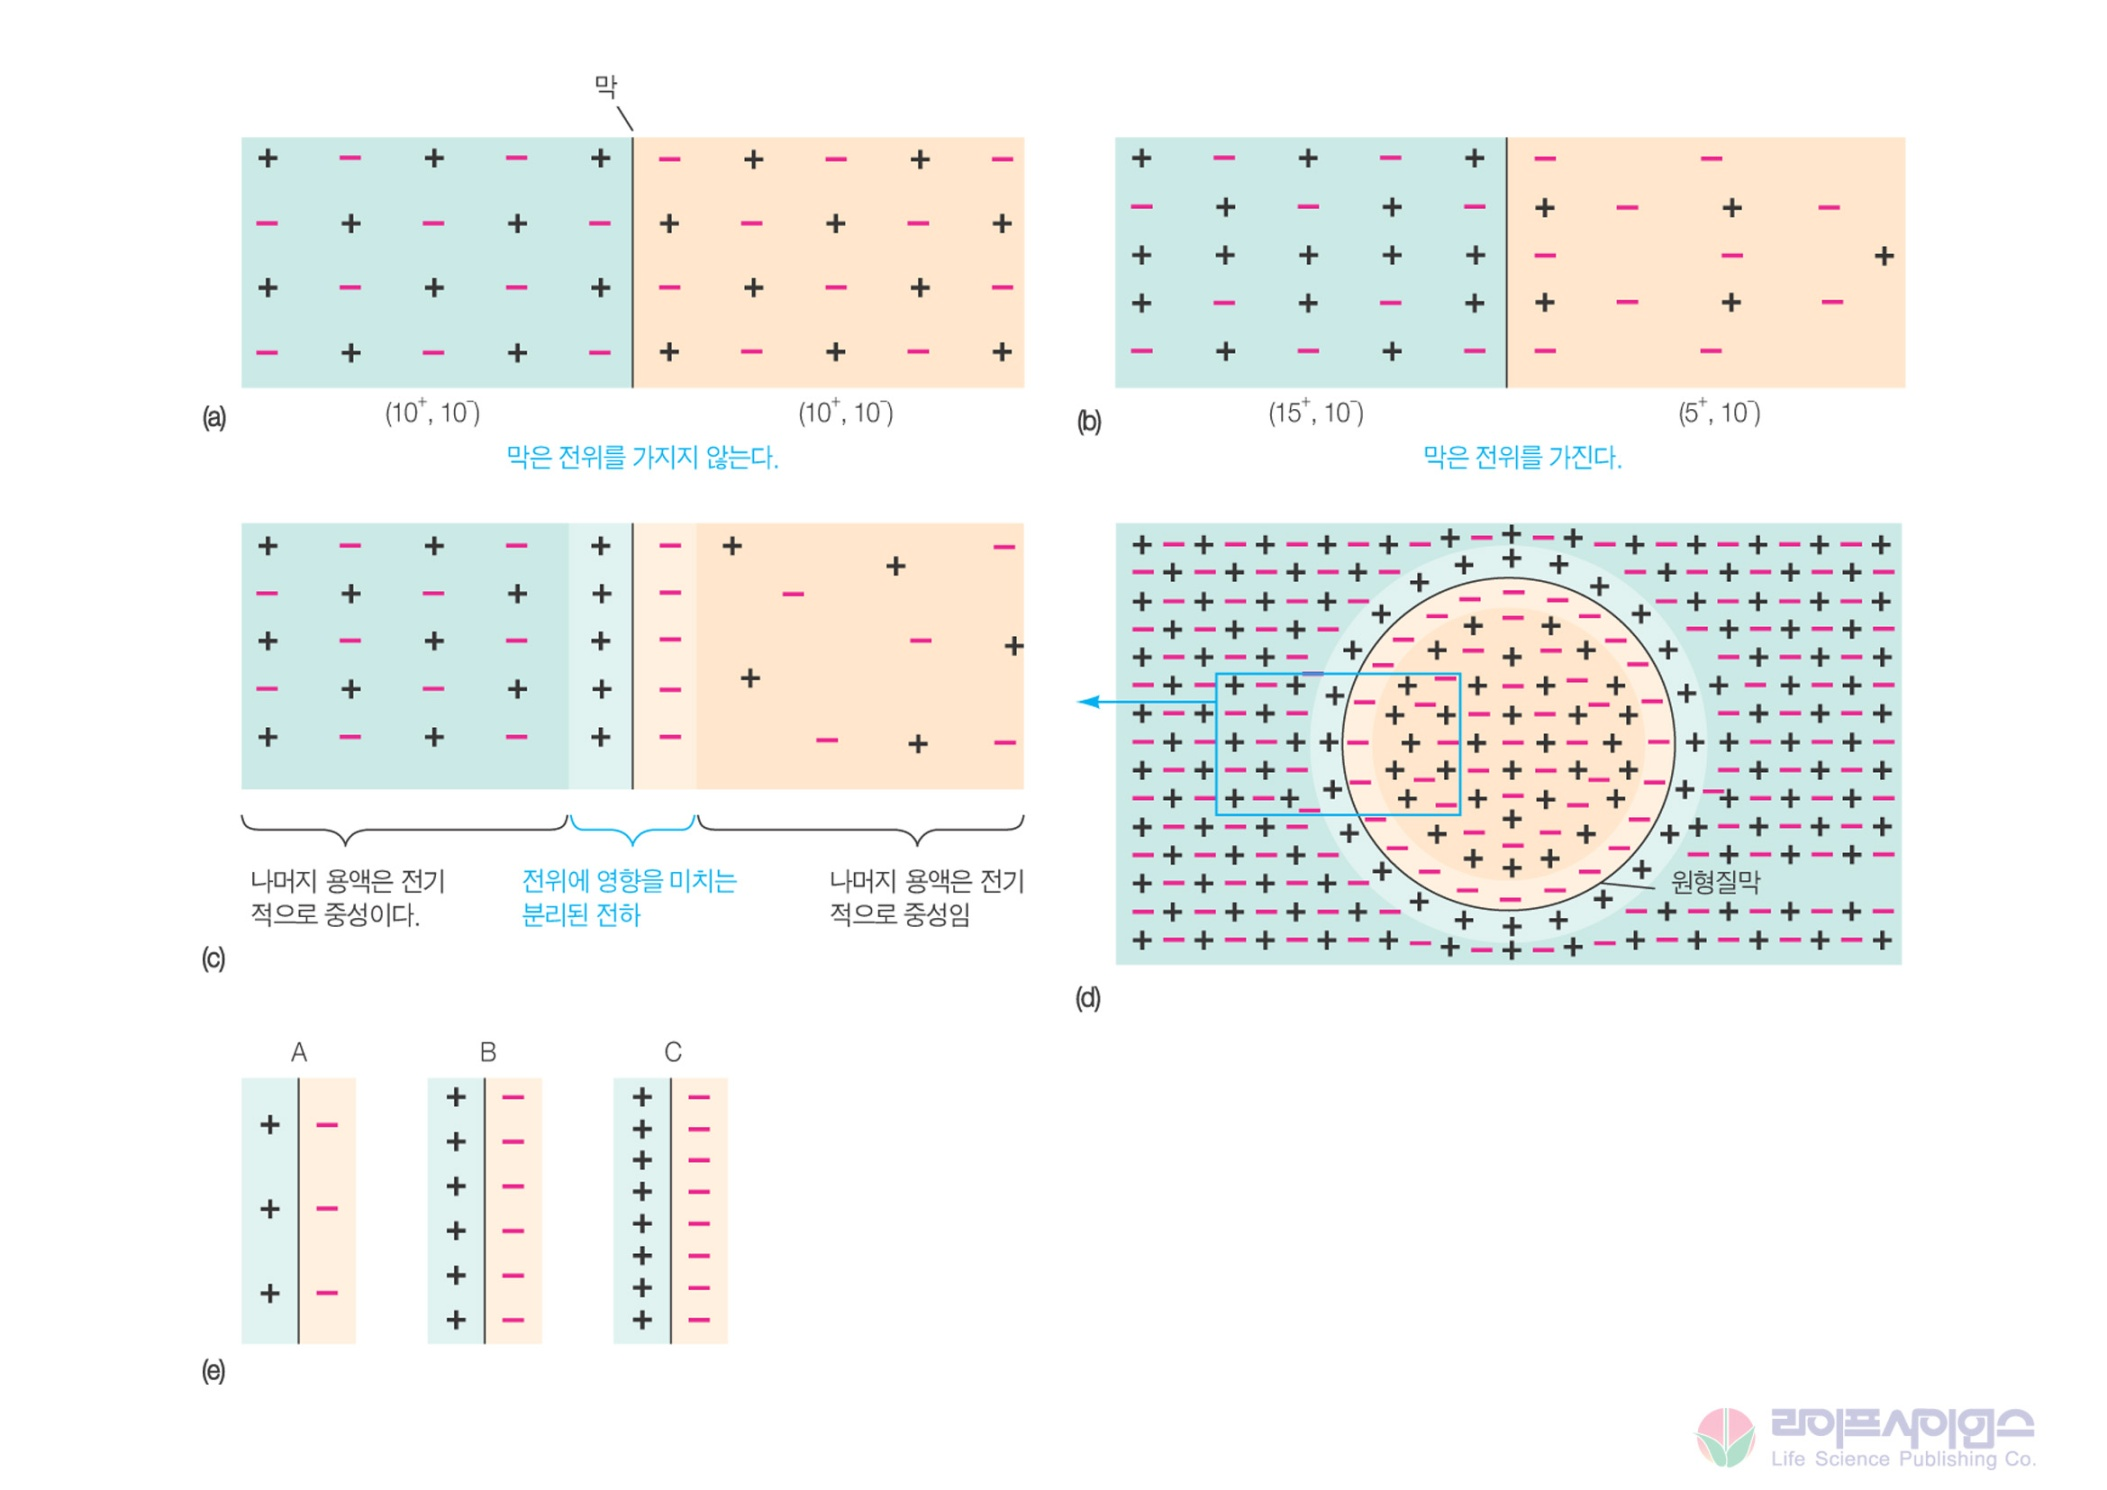 막
(a)
(10⁺, 10⁻)
(10⁺, 10⁻)
막은 전위를 가지지 않는다.
(b)
(15⁺, 10⁻)
(5⁺, 10⁻)
막은 전위를 가진다.
나머지 용액은 전기
적으로 중성이다.
전위에 영향을 미치는
분리된 전하
나머지 용액은 전기
적으로 중성임
(c)
원형질막
(d)
A
B
C
(e)
라이프사이언스
Life Science Publishing Co.